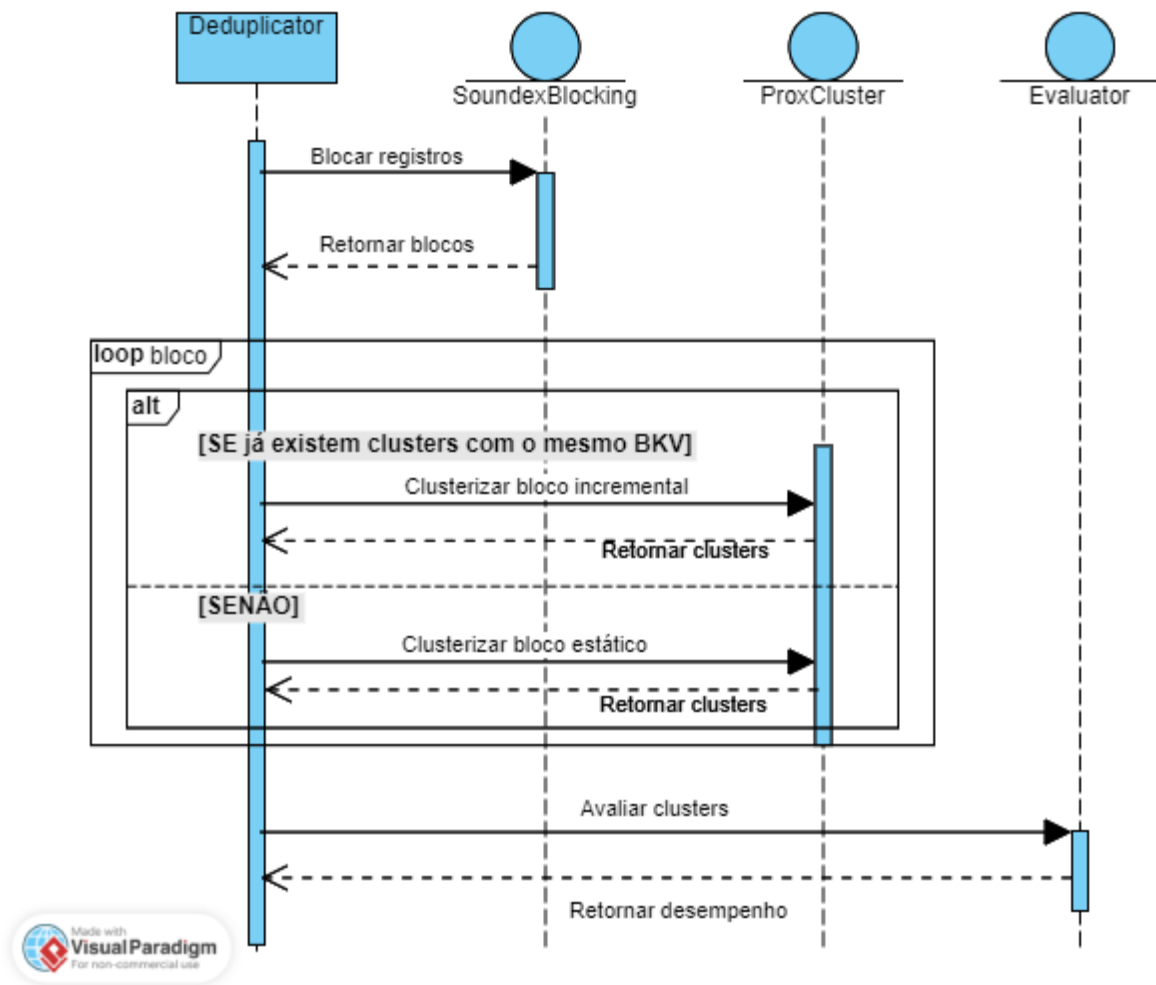 Deduplicator
SoundexBlocking
ProxCluster
Evaluator
Blocar registros
Retornar blocos
loop bloco
alt
[SE já existem clusters com o mesmo BKV]
Clusterizar bloco incremental
Retornar clusters
[SENÃO]
Clusterizar bloco estático
Retornar clusters
Avaliar clusters
Retornar desempenho
Made with
Visual Paradigm
For non-commercial use